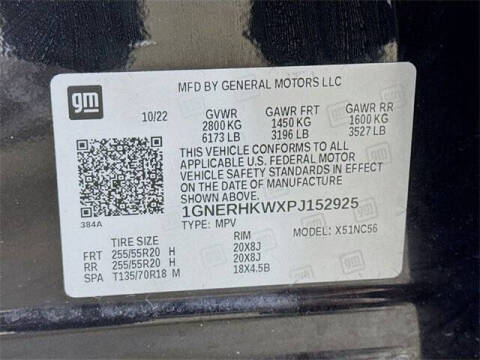 gm
MFD BY GENERAL MOTORS LLC
10/22 GVWR GAWR FRT GAWR RR
2800 KG 1450 KG 1600 KG
6173 LB 3196 LB 3527 LB
THIS VEHICLE CONFORMS TO ALL
APPLICABLE U.S. FEDERAL MOTOR
VEHICLE SAFETY STANDARDS IN EFFECT
ON THE DATE OF MANUFACTURE
SHOWN ABOVE.
384A 1GNERHKWXPJ152925
TYPE: MPV MODEL: X51NC56
TIRE SIZE RIM
FRT 255/55R20 H 20X8J
RR 255/55R20 H 20X8J
SPA T135/70R18 M 18X4.5B